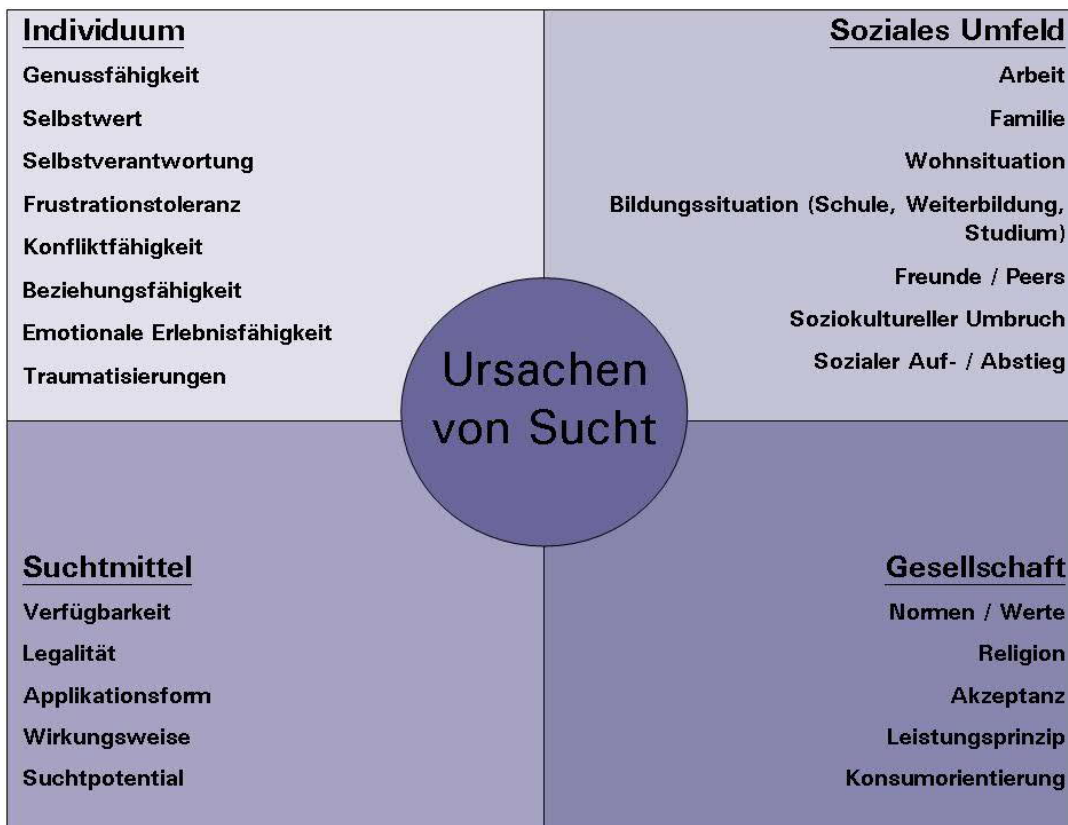 Individuum
Genussfähigkeit
Selbstwert
Selbstverantwortung
Frustrationstoleranz
Konfliktfähigkeit
Beziehungsfähigkeit
Emotionale Erlebnisfähigkeit
Traumatisierungen
Soziales Umfeld
Arbeit
Familie
Wohnsituation
Bildungssituation (Schule, Weiterbildung,
Studium)
Freunde / Peers
Soziokultureller Umbruch
Sozialer Auf- / Abstieg
Ursachen
von Sucht
Suchtmittel
Verfügbarkeit
Legalität
Applikationsform
Wirkungsweise
Suchtpotential
Gesellschaft
Normen / Werte
Religion
Akzeptanz
Leistungsprinzip
Konsumorientierung